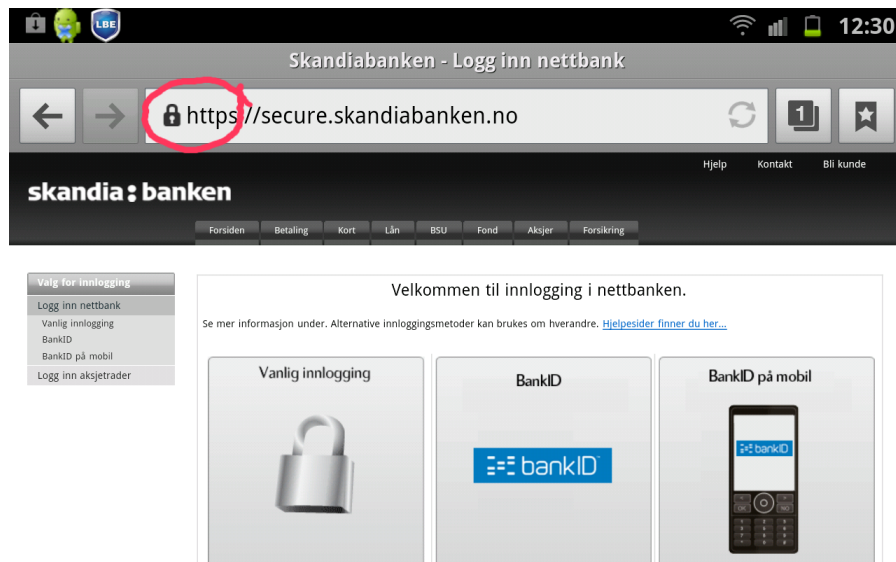 LBE
12:30
Skandiabanken - Logg inn nettbank
https://secure.skandiabanken.no
1
Hjelp Kontakt Bli kunde
skandia:banken
Forsiden Betaling Kort Lån BSU Fond Aksjer Forsikring
Valg for innlogging
Logg inn nettbank
Vanlig innlogging
BankID
BankID på mobil
Logg inn aksjetrader
Velkommen til innlogging i nettbanken.
Se mer informasjon under. Alternative innloggingsmetoder kan brukes om hverandre. Hjelpesider finner du her...
Vanlig innlogging
BankID
bankID
BankID på mobil
bankID